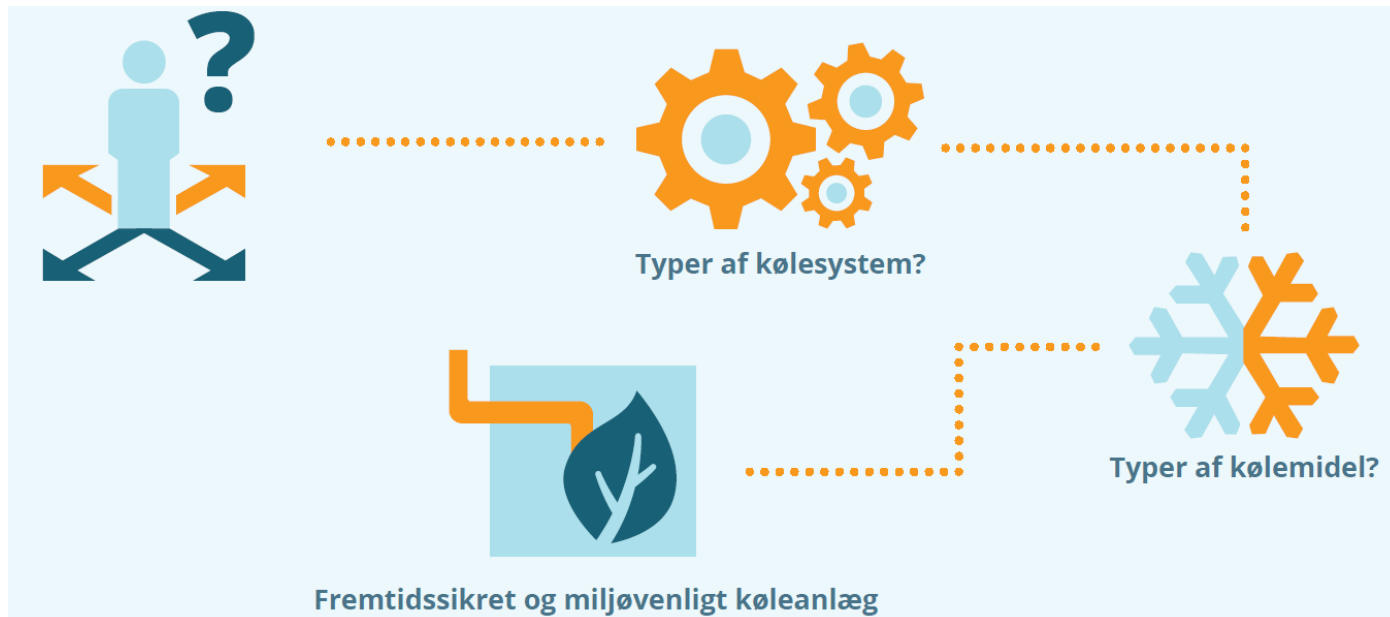 ?
Typer af kølesystem?
Typer af kølemidel?
Fremtidssikret og miljøvenligt køleanlæg